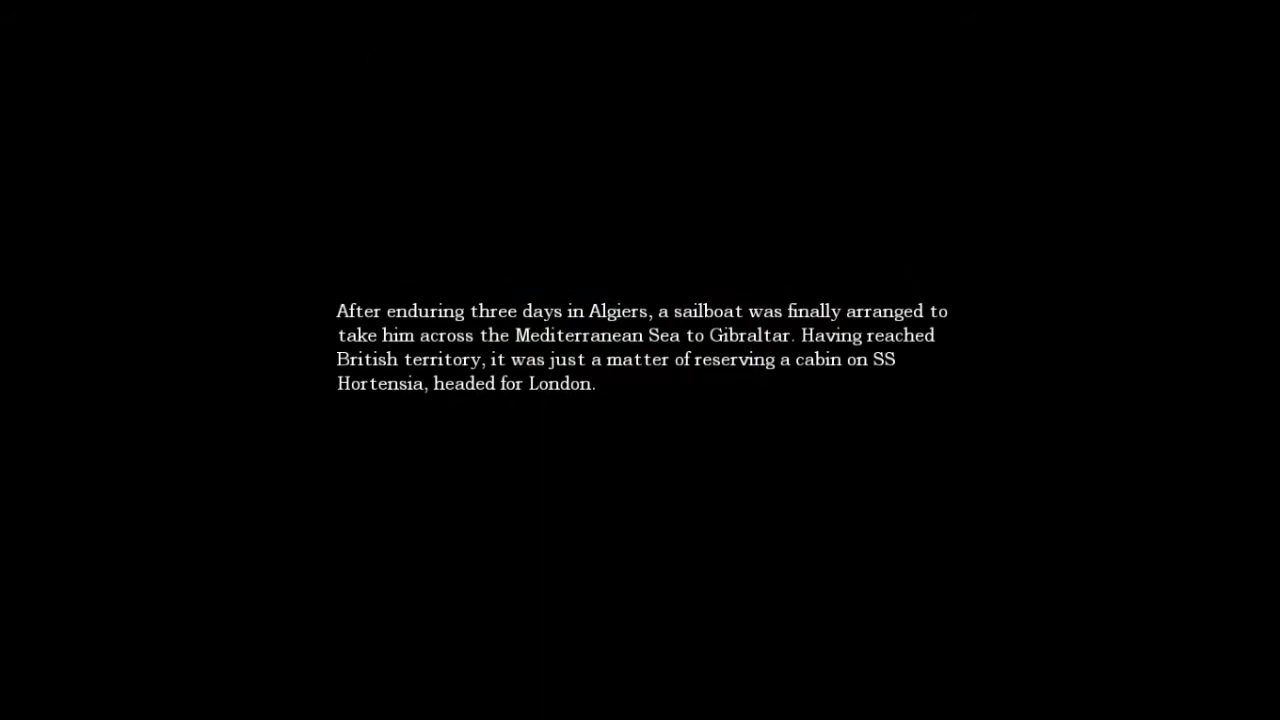 After enduring three days in Algiers, a sailboat was finally arranged to
take him across the Mediterranean Sea to Gibraltar. Having reached
British territory, it was just a matter of reserving a cabin on SS
Hortensia, headed for London.